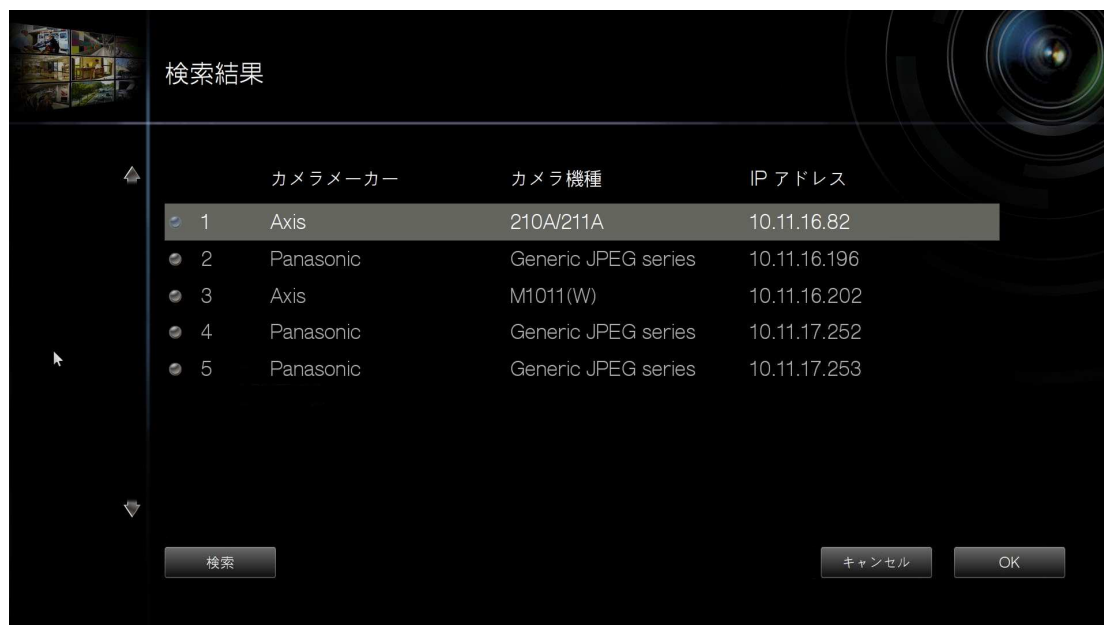 検索結果
カメラメーカー カメラ機種 IP アドレス
1 Axis 210A/211A 10.11.16.82
2 Panasonic Generic JPEG series 10.11.16.196
3 Axis M1011(W) 10.11.16.202
4 Panasonic Generic JPEG series 10.11.17.252
5 Panasonic Generic JPEG series 10.11.17.253
検索 キャンセル OK